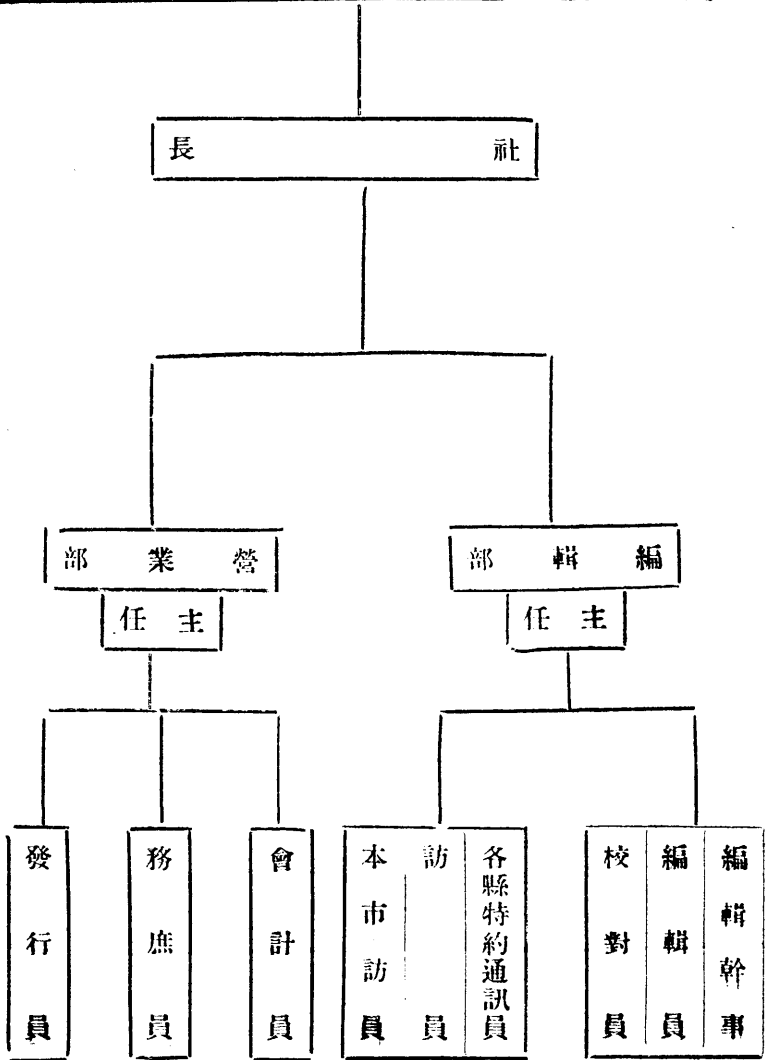 社長
編輯部
主任
營業部
主任
編輯幹事
編輯員
校對員
各縣特約通訊員
訪員
本市訪員
會計員
務庶員
發行員